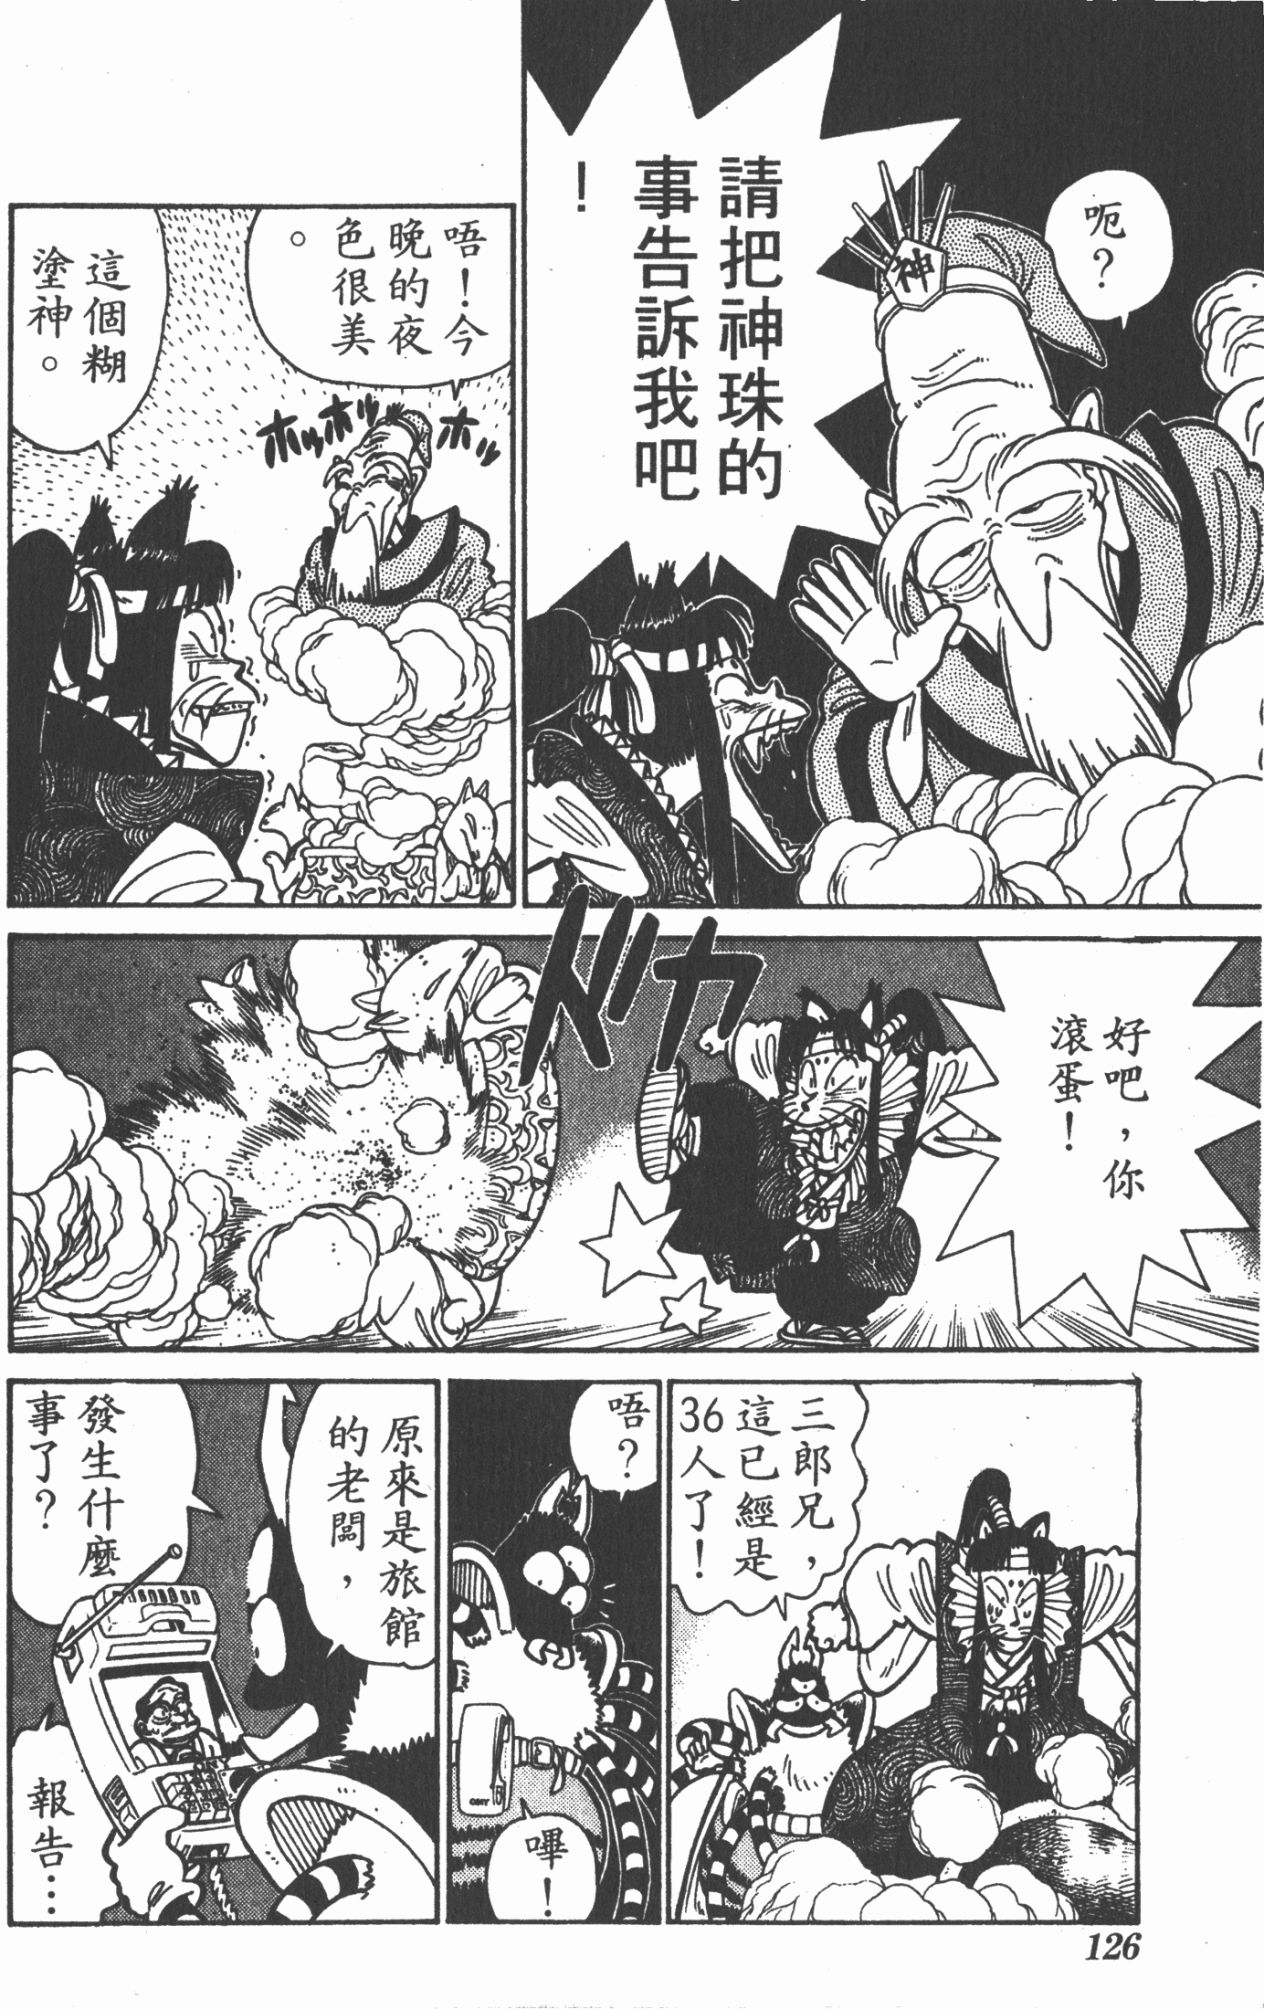 呃？
神
請把神珠的
事告訴我吧
！
唔！今
晚的夜
色很美
。
ホッホッ
ホッ
這個糊
塗神。
好吧，你
滾蛋！
ドカッ
三郎兄，
這已經是
36人了！
唔？
嗶！
原來是旅館
的老闆，
發生什麼
事了？
報告…
126